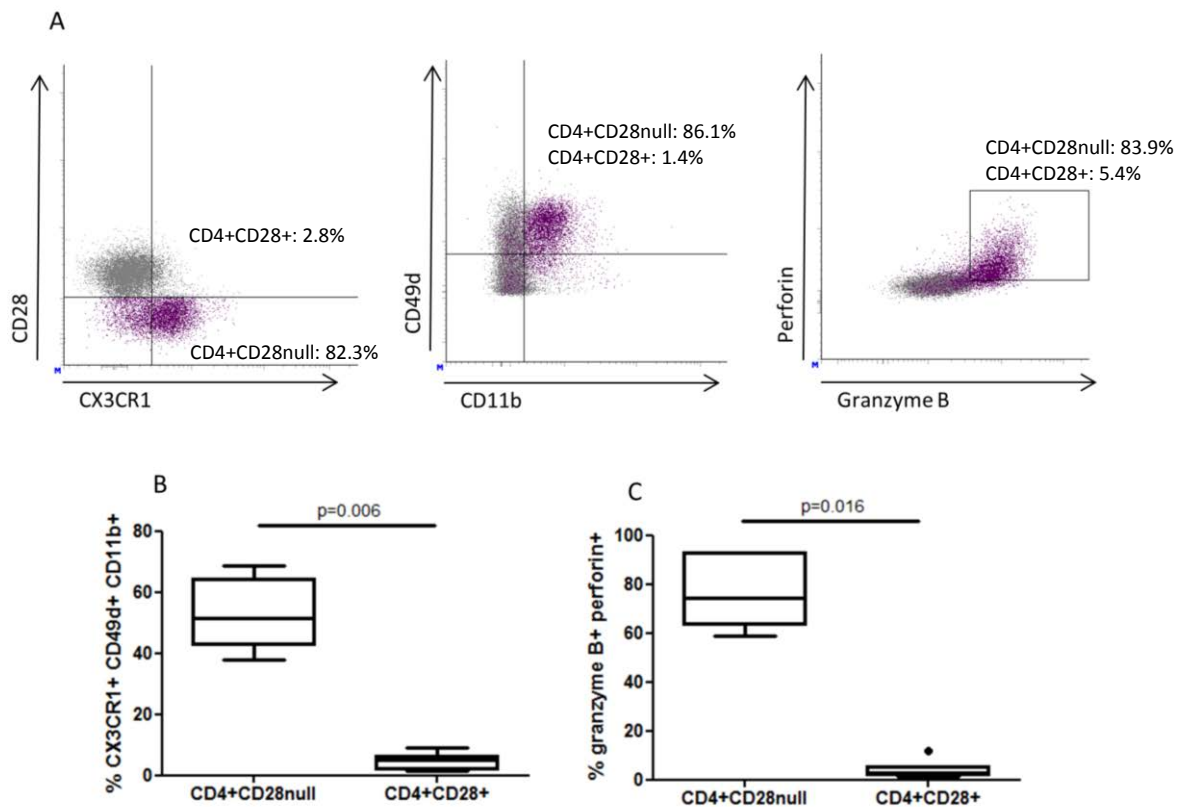 A
CD28
CD4+CD28+: 2.8%
CD4+CD28null: 82.3%
M
CX3CR1
CD49d
CD4+CD28null: 86.1%
CD4+CD28+: 1.4%
M
CD11b
Perforin
CD4+CD28null: 83.9%
CD4+CD28+: 5.4%
M
Granzyme B
B
p=0.006
% CX3CR1+ CD49d+ CD11b+
80
60
40
20
0
CD4+CD28null
CD4+CD28+
C
p=0.016
% granzyme B+ perforin+
100
80
60
40
20
0
CD4+CD28null
CD4+CD28+